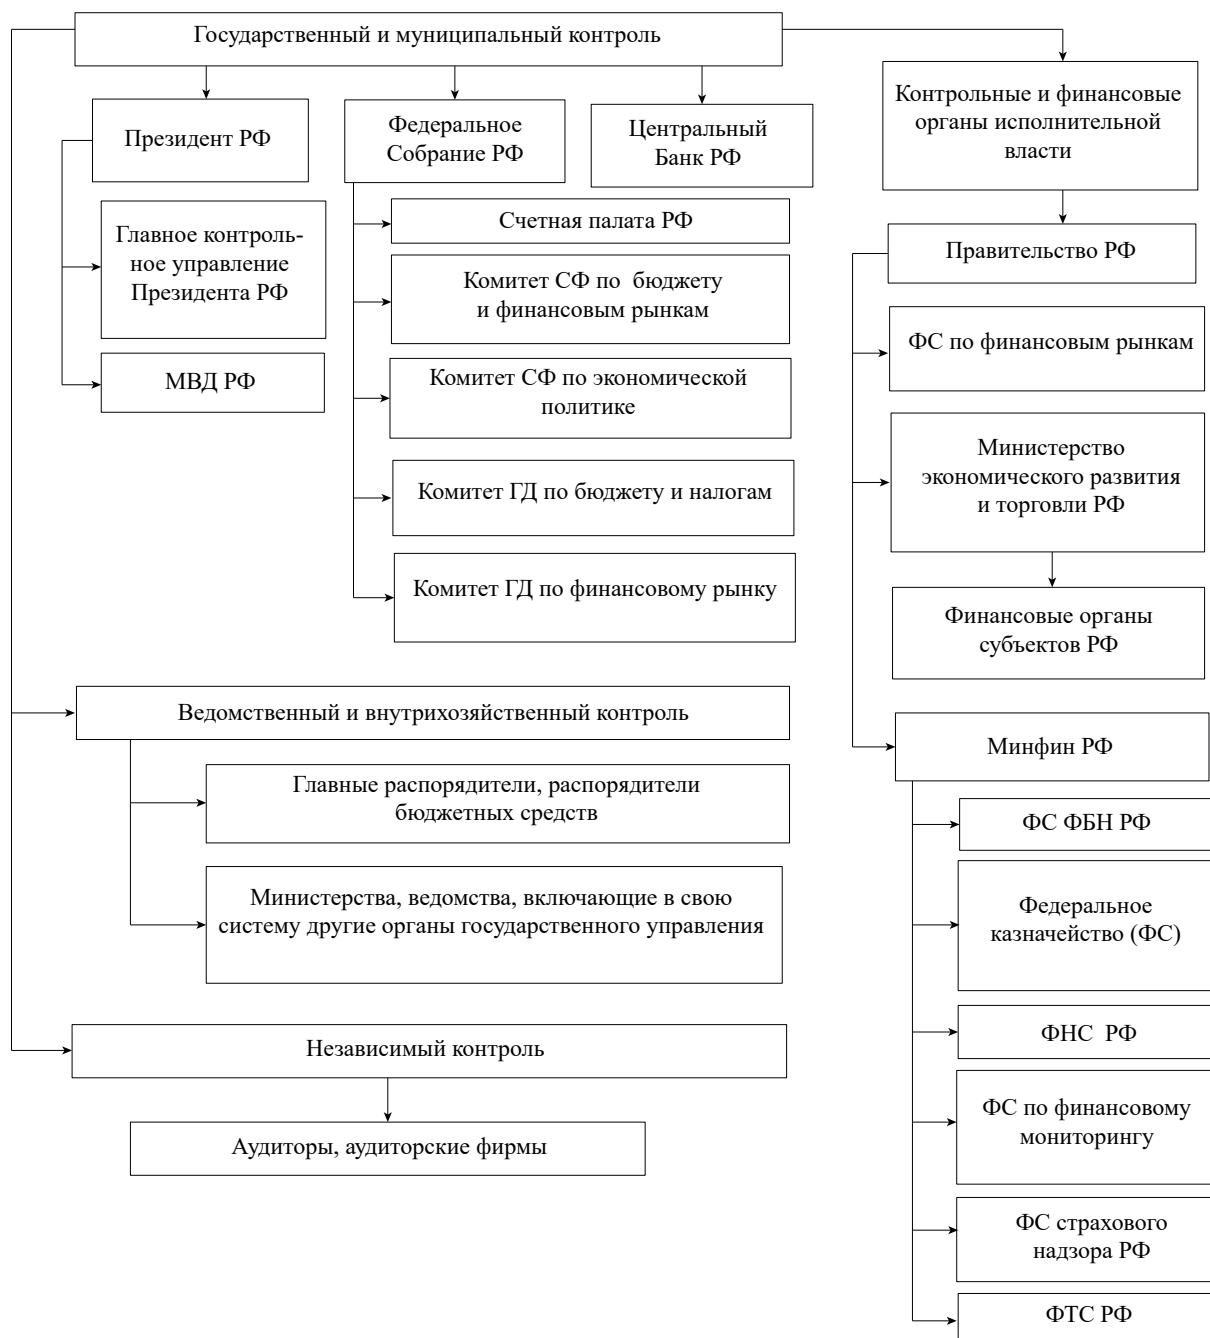 Государственный и муниципальный контроль
Президент РФ
Федеральное
Собрание РФ
Центральный
Банк РФ
Контрольные и финансовые
органы исполнительной
власти
Главное контроль-
ное управление
Президента РФ
МВД РФ
Счетная палата РФ
Комитет СФ по бюджету
и финансовым рынкам
Комитет СФ по экономической
политике
Комитет ГД по бюджету и налогам
Комитет ГД по финансовому рынку
Правительство РФ
ФС по финансовым рынкам
Министерство
экономического развития
и торговли РФ
Финансовые органы
субъектов РФ
Минфин РФ
ФС ФБН РФ
Федеральное
казначейство (ФС)
ФНС РФ
ФС по финансовому
мониторингу
ФС страхового
надзора РФ
ФТС РФ
Ведомственный и внутрихозяйственный контроль
Главные распорядители, распорядители
бюджетных средств
Министерства, ведомства, включающие в свою
систему другие органы государственного управления
Независимый контроль
Аудиторы, аудиторские фирмы